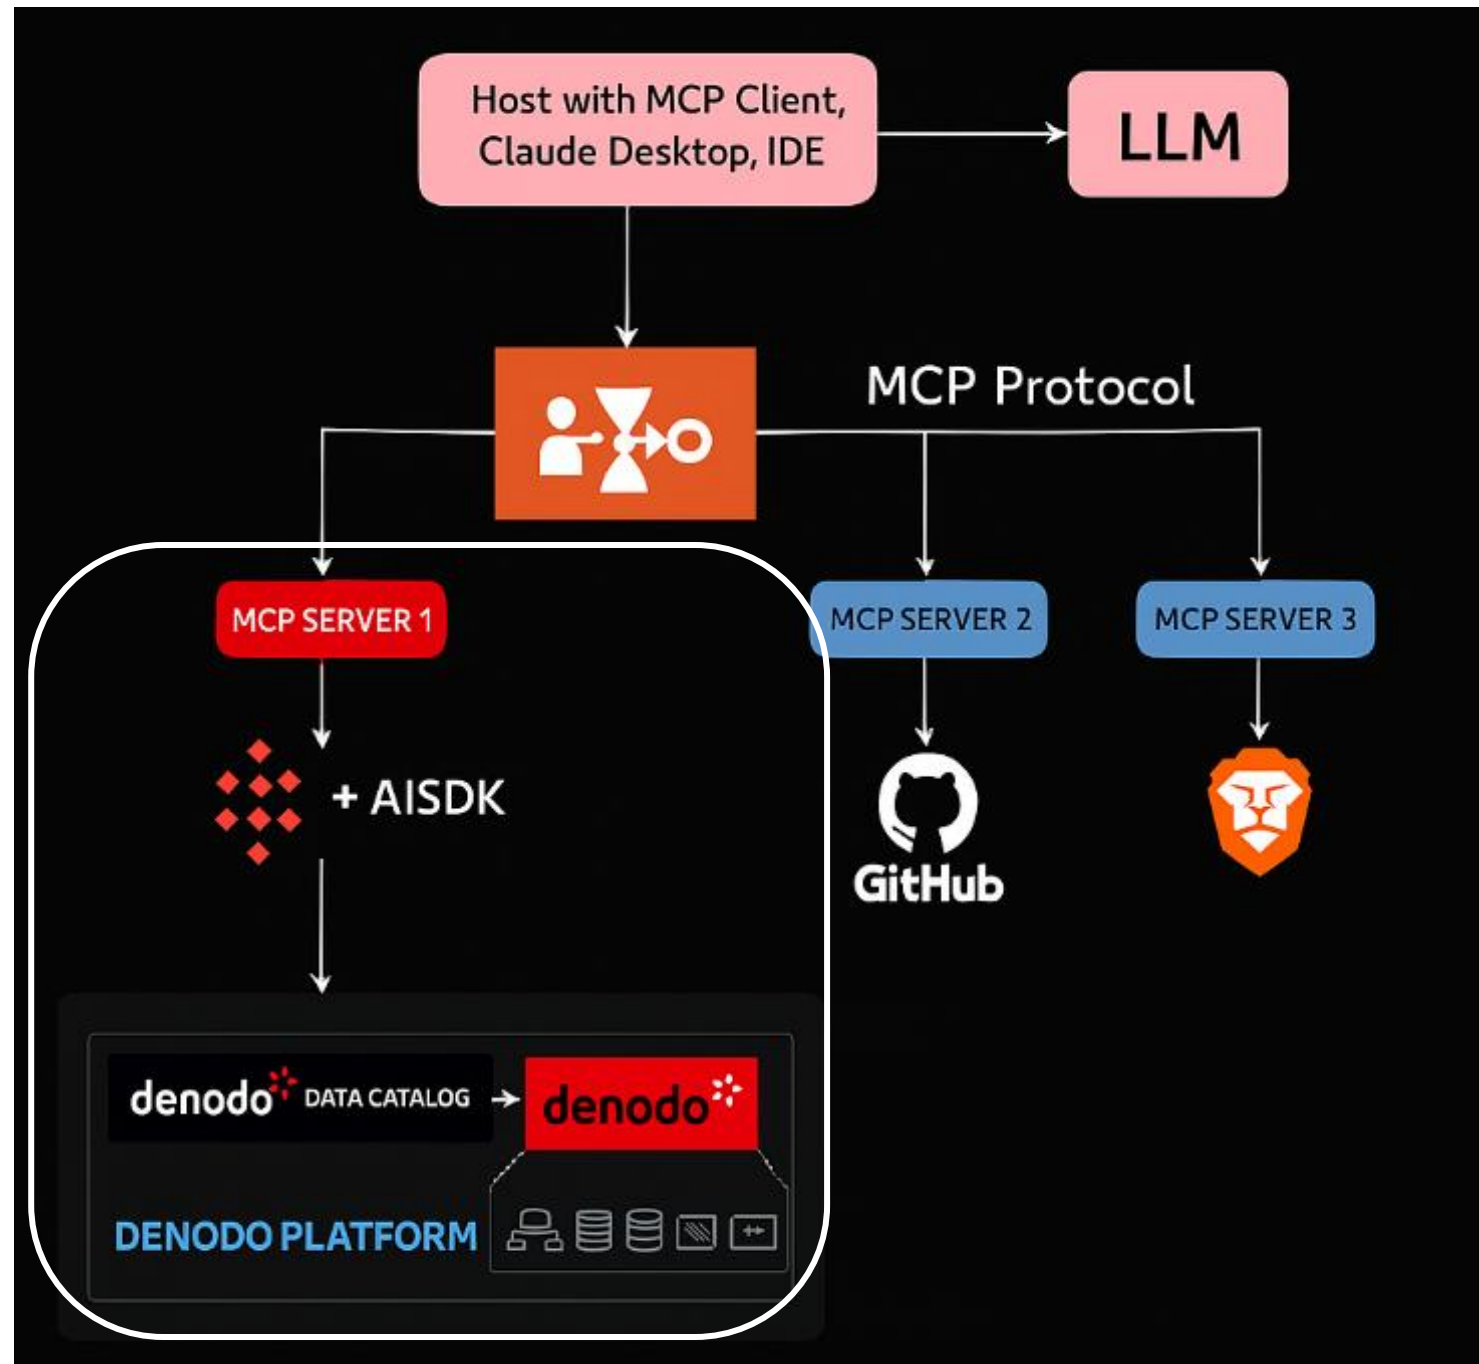 Host with MCP Client,
Claude Desktop, IDE
LLM
MCP Protocol
MCP SERVER 1
MCP SERVER 2
MCP SERVER 3
+ AISDK
GitHub
denodo DATA CATALOG
denodo
DENODO PLATFORM